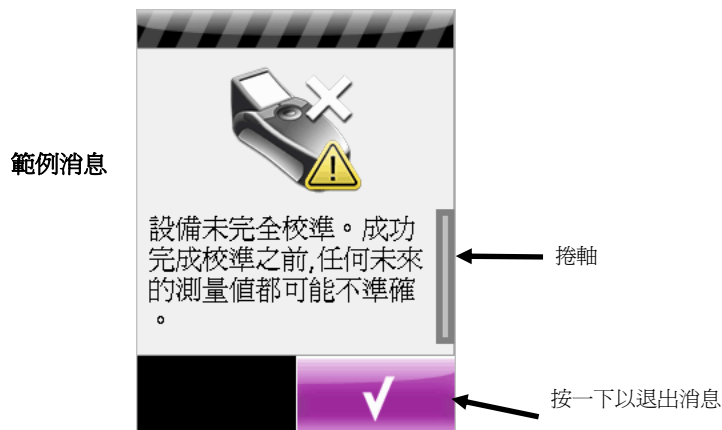 範例消息
設備未完全校準。成功
完成校準之前,任何未來
的測量值都可能不準確
。
捲軸
按一下以退出消息